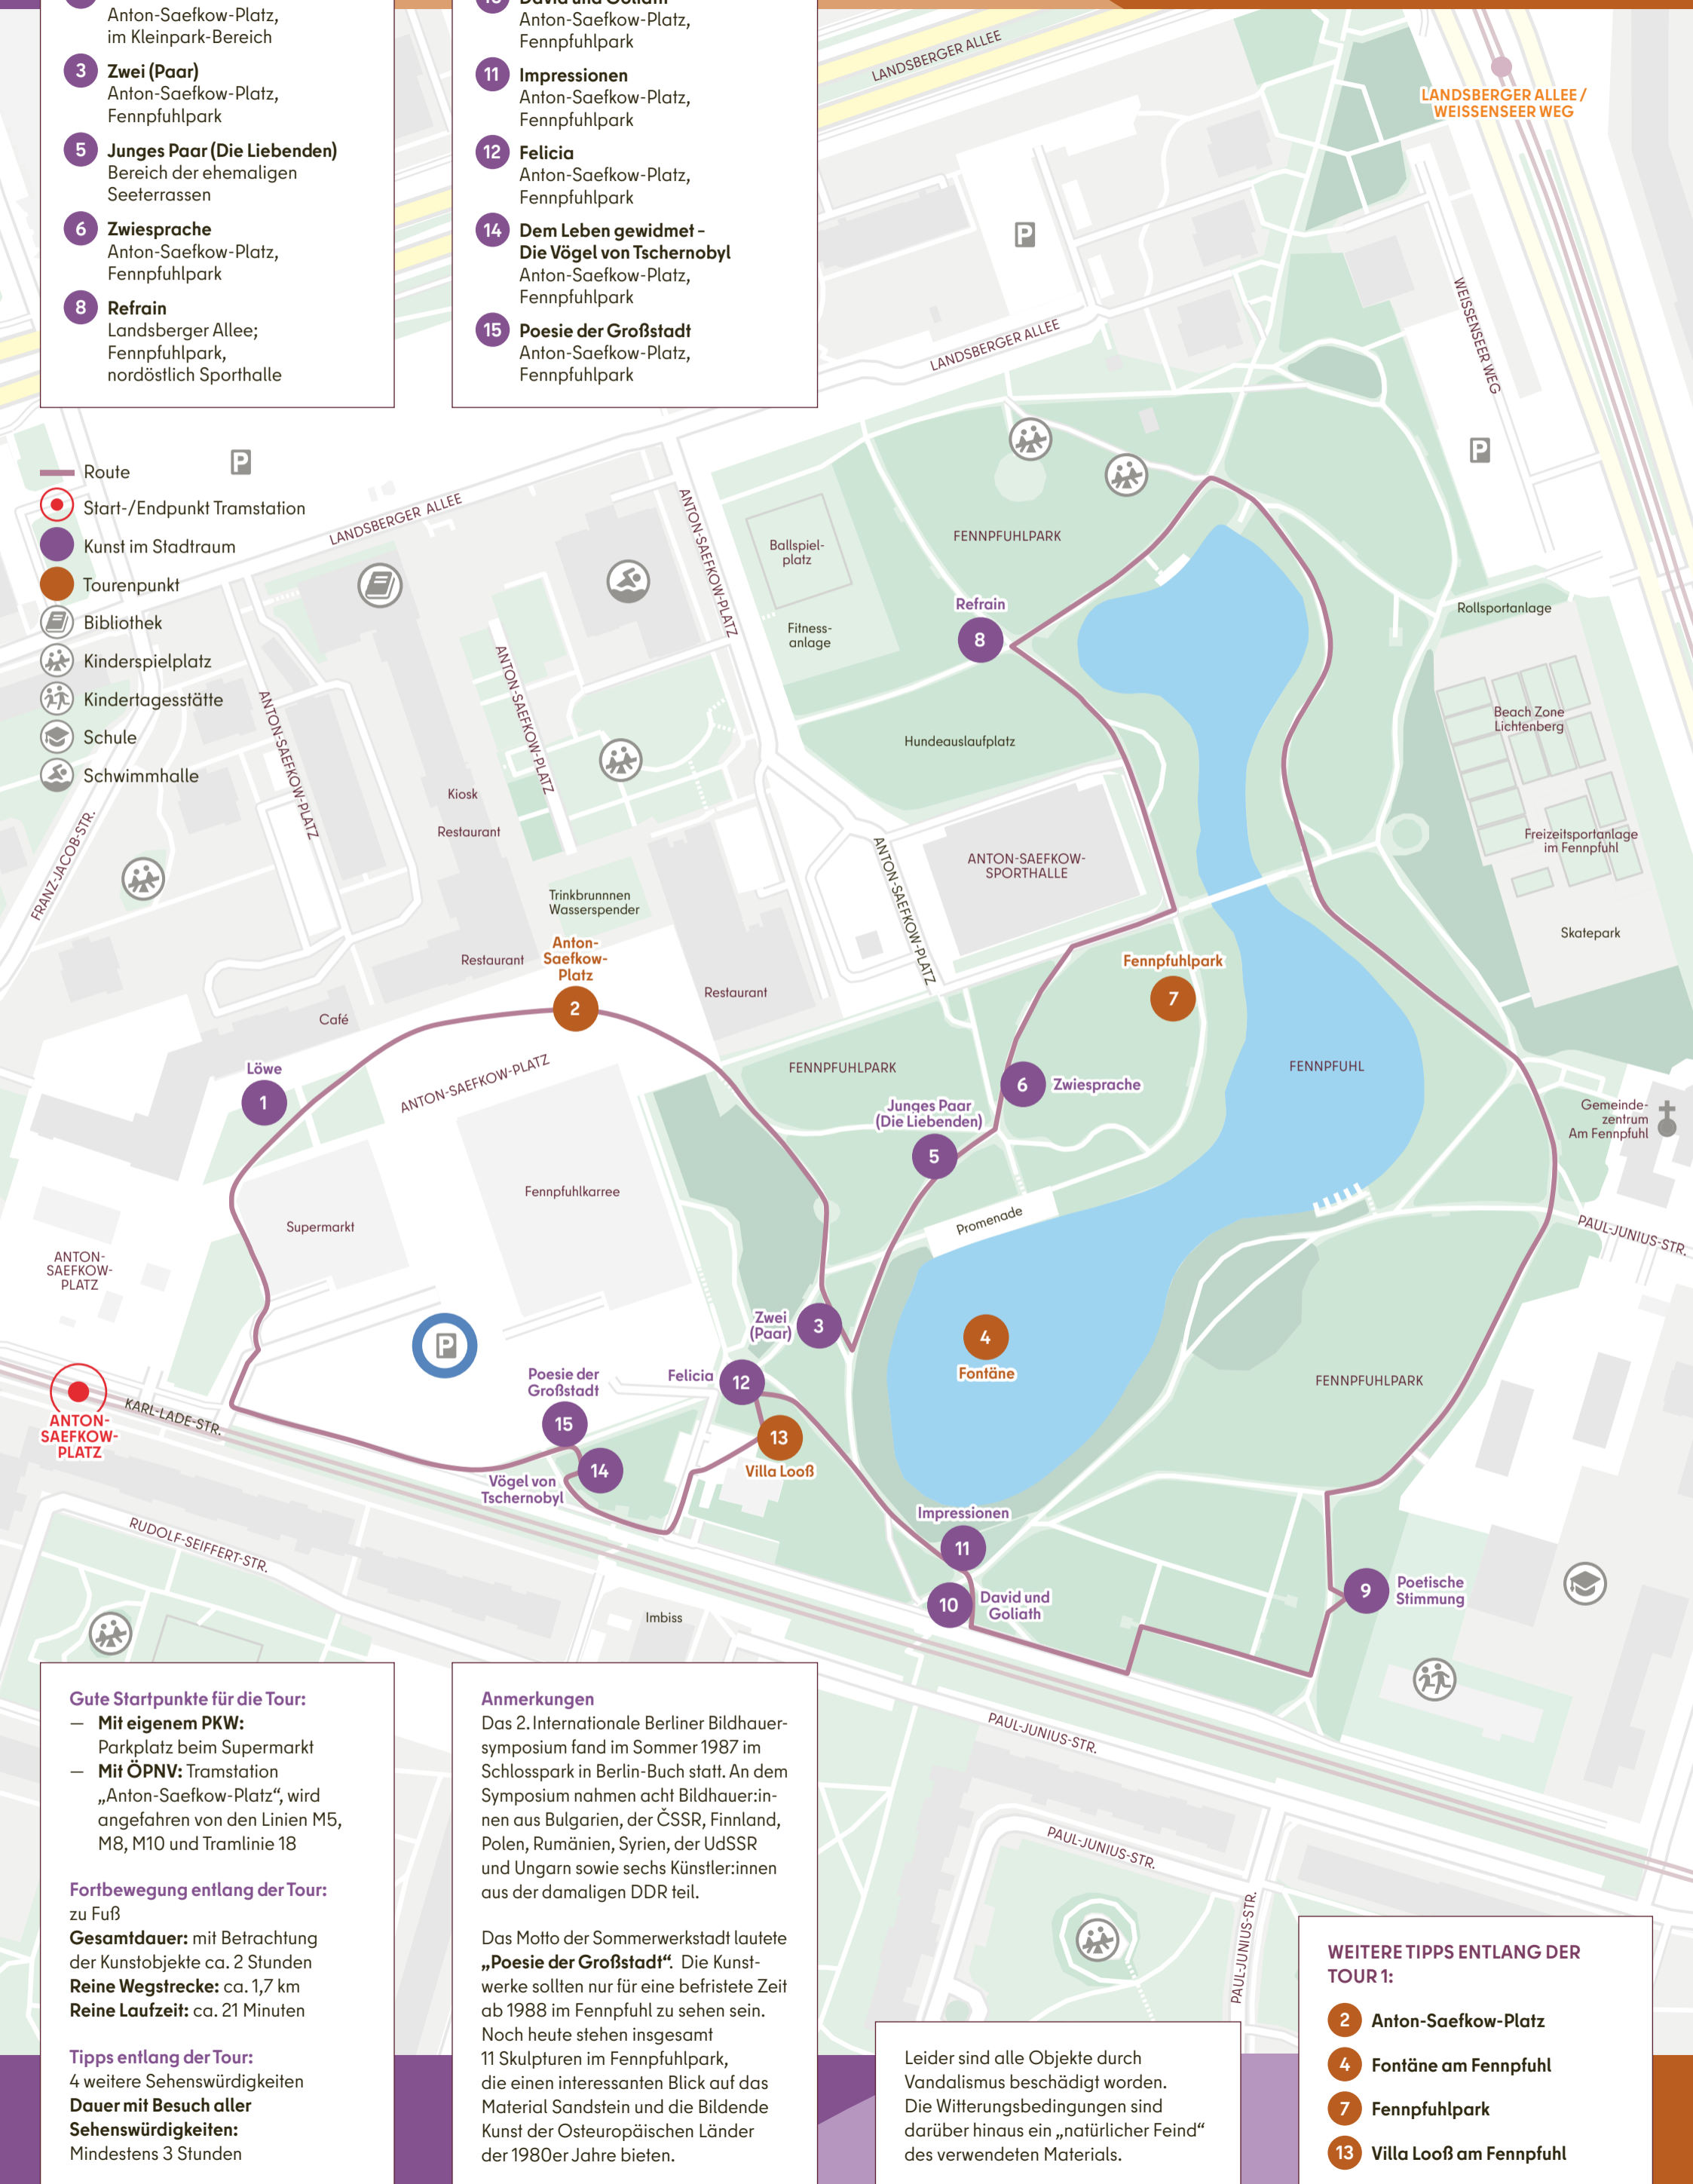 Anton-Saefkow-Platz,
im Kleinpark-Bereich
3 Zwei (Paar)
Anton-Saefkow-Platz,
Fennpfuhlpark
5 Junges Paar (Die Liebenden)
Bereich der ehemaligen
Seeterrassen
6 Zwiesprache
Anton-Saefkow-Platz,
Fennpfuhlpark
8 Refrain
Landsberger Allee;
Fennpfuhlpark,
nordöstlich Sporthalle
10 David und Goliath
Anton-Saefkow-Platz,
Fennpfuhlpark
11 Impressionen
Anton-Saefkow-Platz,
Fennpfuhlpark
12 Felicia
Anton-Saefkow-Platz,
Fennpfuhlpark
14 Dem Leben gewidmet –
Die Vögel von Tschernobyl
Anton-Saefkow-Platz,
Fennpfuhlpark
15 Poesie der Großstadt
Anton-Saefkow-Platz,
Fennpfuhlpark
LANDSBERGER ALLEE
LANDSBERGER ALLEE /
WEISSENSEER WEG
P
WEISSENSEER WEG
LANDSBERGER ALLEE
P
P
Route
Start-/Endpunkt Tramstation
Kunst im Stadtraum
Tourenpunkt
Bibliothek
Kinderspielplatz
Kindertagesstätte
Schule
Schwimmhalle
LANDSBERGER ALLEE
ANTON-SAEFKOW-PLATZ
ANTON-SAEFKOW-PLATZ
ANTON-SAEFKOW-PLATZ
FRANZ-JACOB-STR.
Ballspiel-
platz
Fitness-
anlage
FENNPFUHLPARK
Refrain
8
Hundeauslaufplatz
Rollsportanlage
Beach Zone
Lichtenberg
Freizeitsportanlage
im Fennpfuhl
Skatepark
Kiosk
Restaurant
ANTON-SAEFKOW-PLATZ
ANTON-SAEFKOW-
SPORTHALLE
Trinkbrunnnen
Wasserspender
Restaurant
Anton-
Saefkow-
Platz
2
Restaurant
Café
Fennpfuhlpark
7
Löwe
1
ANTON-SAEFKOW-PLATZ
FENNPFUHLPARK
6 Zwiesprache
FENNPFUHL
Junges Paar
(Die Liebenden)
5
Gemeinde-
zentrum
Am Fennpfuhl
Fennpfuhlkarree
Supermarkt
Promenade
PAUL-JUNIUS-STR.
ANTON-
SAEFKOW-
PLATZ
P
Zwei
(Paar)
3
4
Fontäne
FENNPFUHLPARK
ANTON-
SAEFKOW-
PLATZ
KARL-LADE-STR.
Poesie der
Großstadt
15
Felicia
12
13
Villa Looß
14
Vögel von
Tschernobyl
Impressionen
11
10
David und
Goliath
9
Poetische
Stimmung
RUDOLF-SEIFFERT-STR.
Imbiss
PAUL-JUNIUS-STR.
PAUL-JUNIUS-STR.
PAUL-JUNIUS-STR.
Gute Startpunkte für die Tour:
— Mit eigenem PKW:
Parkplatz beim Supermarkt
— Mit ÖPNV: Tramstation
„Anton-Saefkow-Platz“, wird
angefahren von den Linien M5,
M8, M10 und Tramlinie 18
Fortbewegung entlang der Tour:
zu Fuß
Gesamtdauer: mit Betrachtung
der Kunstobjekte ca. 2 Stunden
Reine Wegstrecke: ca. 1,7 km
Reine Laufzeit: ca. 21 Minuten
Tipps entlang der Tour:
4 weitere Sehenswürdigkeiten
Dauer mit Besuch aller
Sehenswürdigkeiten:
Mindestens 3 Stunden
Anmerkungen
Das 2. Internationale Berliner Bildhauer-
symposium fand im Sommer 1987 im
Schlosspark in Berlin-Buch statt. An dem
Symposium nahmen acht Bildhauer:in-
nen aus Bulgarien, der ČSSR, Finnland,
Polen, Rumänien, Syrien, der UdSSR
und Ungarn sowie sechs Künstler:innen
aus der damaligen DDR teil.
Das Motto der Sommerwerkstadt lautete
„Poesie der Großstadt“. Die Kunst-
werke sollten nur für eine befristete Zeit
ab 1988 im Fennpfuhl zu sehen sein.
Noch heute stehen insgesamt
11 Skulpturen im Fennpfuhlpark,
die einen interessanten Blick auf das
Material Sandstein und die Bildende
Kunst der Osteuropäischen Länder
der 1980er Jahre bieten.
Leider sind alle Objekte durch
Vandalismus beschädigt worden.
Die Witterungsbedingungen sind
darüber hinaus ein „natürlicher Feind“
des verwendeten Materials.
WEITERE TIPPS ENTLANG DER
TOUR 1:
2 Anton-Saefkow-Platz
4 Fontäne am Fennpfuhl
7 Fennpfuhlpark
13 Villa Looß am Fennpfuhl